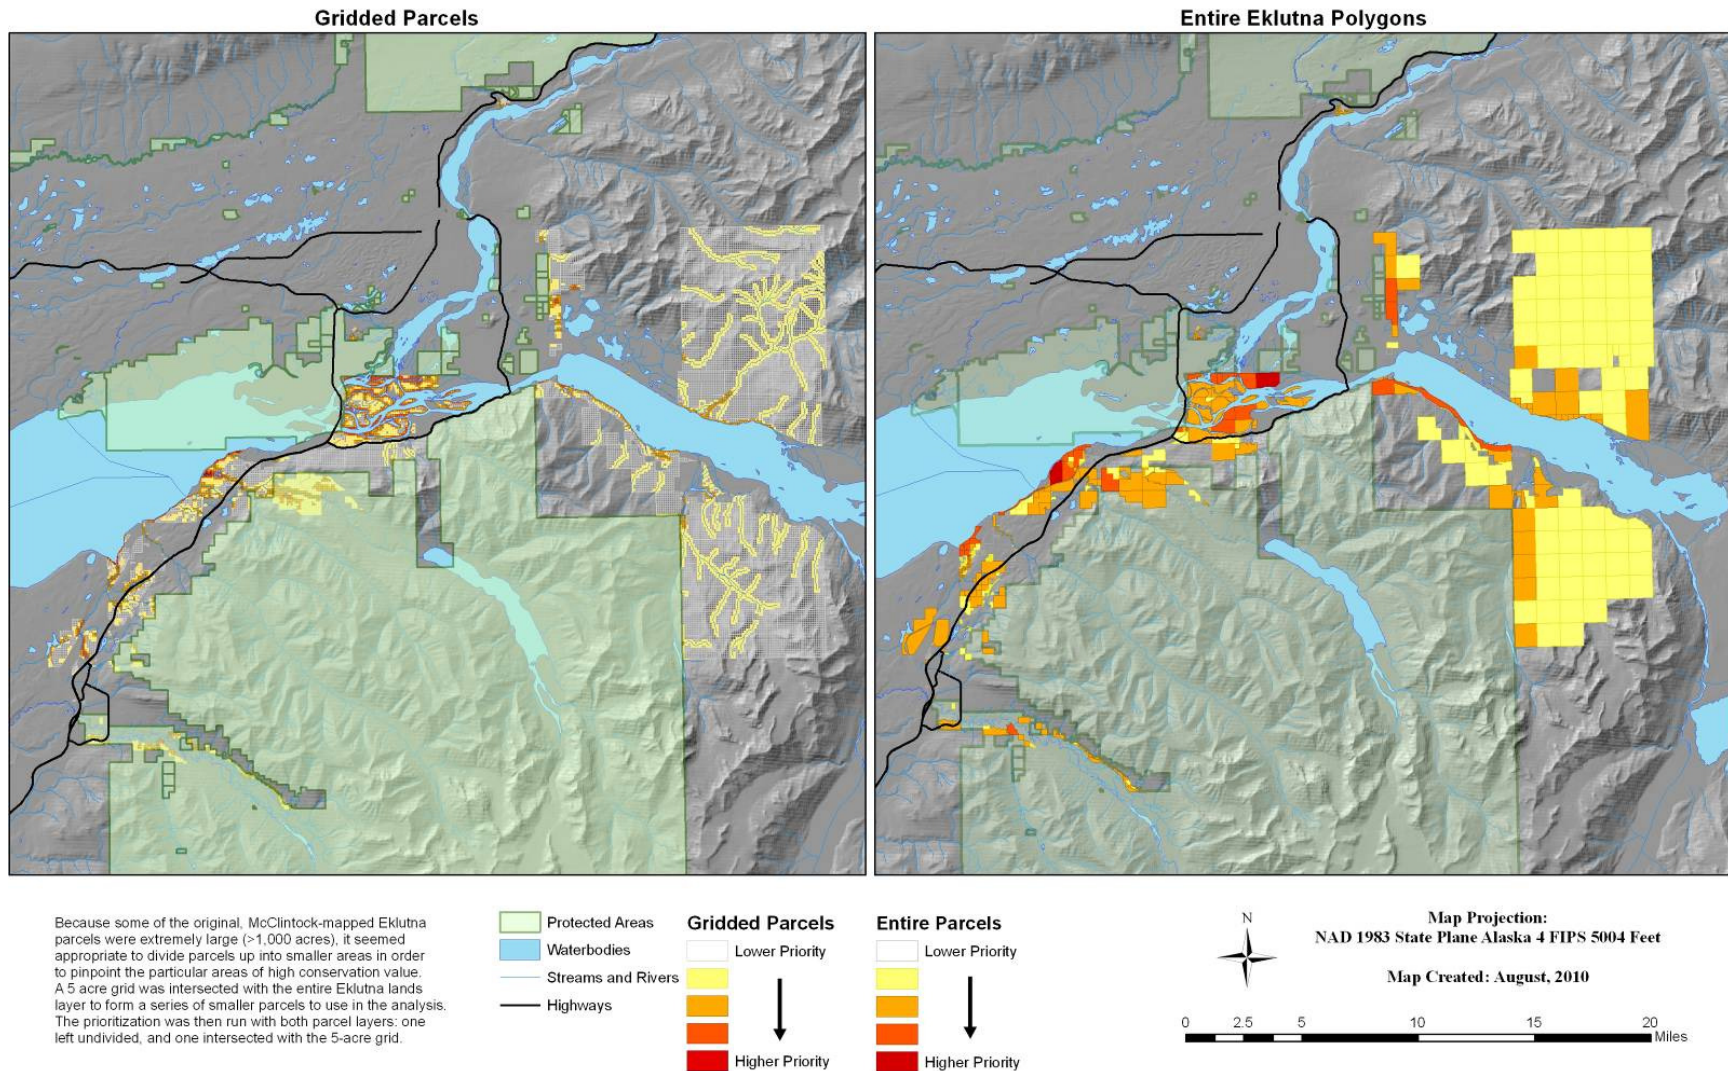 Gridded Parcels
Entire Eklutna Polygons
Because some of the original, McClintock-mapped Eklutna
parcels were extremely large (>1,000 acres), it seemed
appropriate to divide parcels up into smaller areas in order
to pinpoint the particular areas of high conservation value.
A 5 acre grid was intersected with the entire Eklutna lands
layer to form a series of smaller parcels to use in the analysis.
The prioritization was then run with both parcel layers: one
left undivided, and one intersected with the 5-acre grid.
Protected Areas
Waterbodies
Streams and Rivers
Highways
Gridded Parcels
Lower Priority
Higher Priority
Entire Parcels
Lower Priority
Higher Priority
N
Map Projection:
NAD 1983 State Plane Alaska 4 FIPS 5004 Feet
Map Created: August, 2010
0 2.5 5 10 15 20
Miles